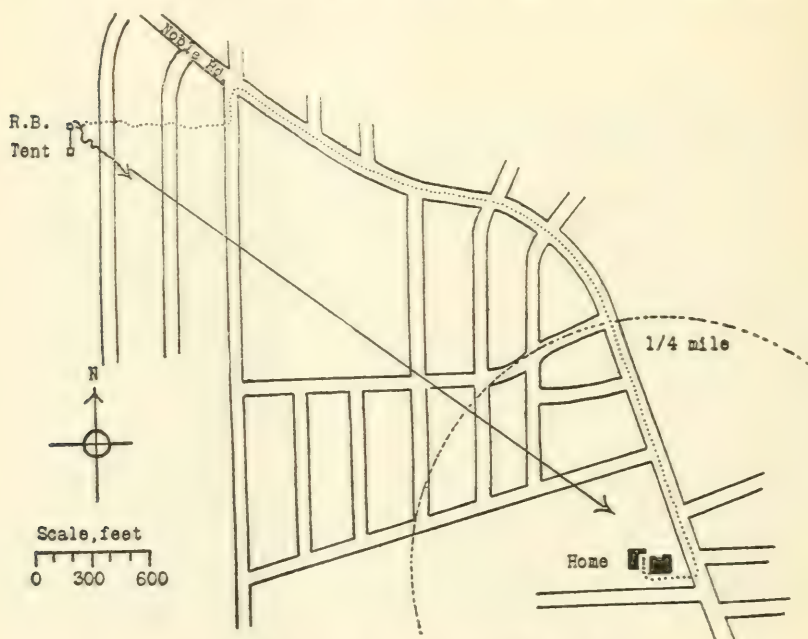 Noble Rd.
R.B.
Tent
1/4 mile
N
Scale,feet
0 300 600
Home